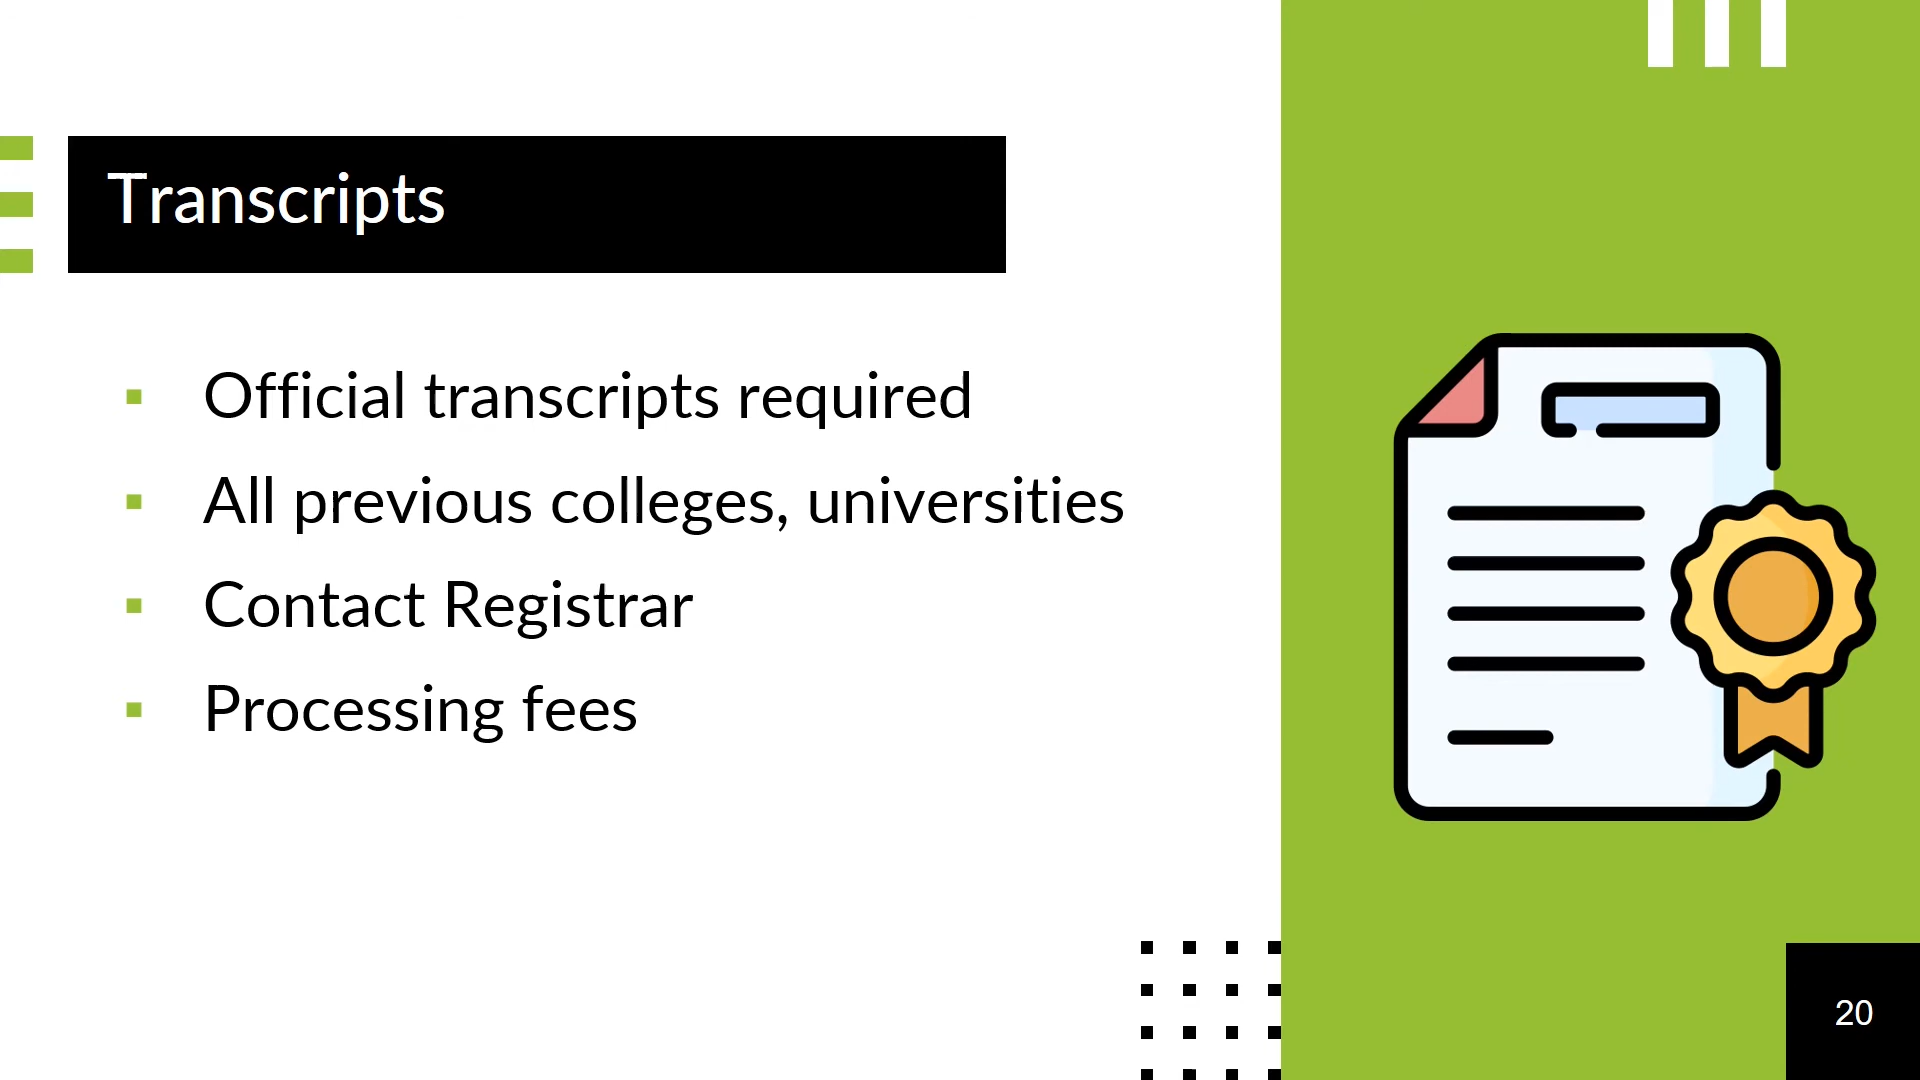 Transcripts
Official transcripts required
All previous colleges, universities
Contact Registrar
Processing fees
20